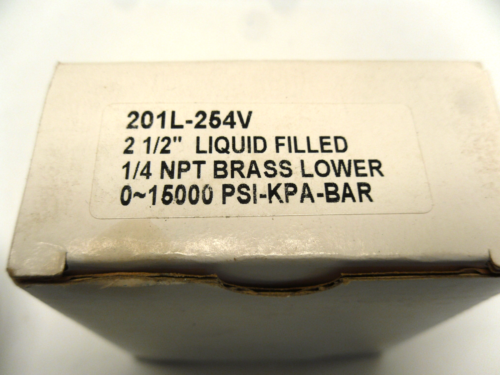 201L-254V
2 1/2" LIQUID FILLED
1/4 NPT BRASS LOWER
0~15000 PSI-KPA-BAR